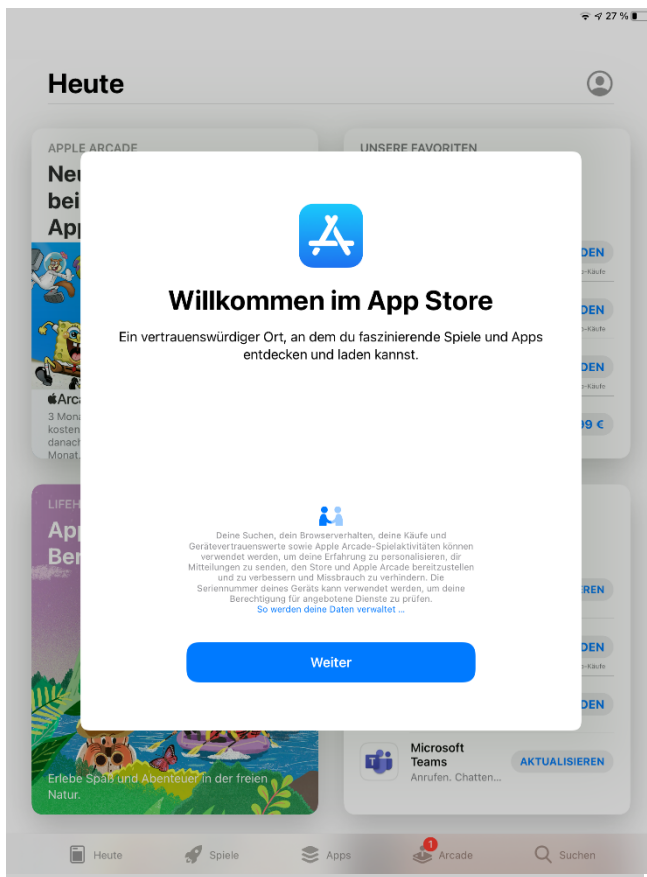 27 %
Heute
APPLE ARCADE
UNSERE FAVORITEN
Willkommen im App Store
Ein vertrauenswürdiger Ort, an dem du faszinierende Spiele und Apps
entdecken und laden kannst.
3 Mon
kosten
danach
Monat.
Deine Suchen, dein Browserverhalten, deine Käufe und
Gerätevertrauenswerte sowie Apple Arcade-Spielaktivitäten können
verwendet werden, um deine Erfahrung zu personalisieren, dir
Mitteilungen zu senden, den Store und Apple Arcade bereitzustellen
und zu verbessern und Missbrauch zu verhindern. Die
Seriennummer deines Geräts kann verwendet werden, um deine
Berechtigung für angebotene Dienste zu prüfen.
So werden deine Daten verwaltet ...
Weiter
Microsoft
Teams
Anrufen. Chatten...
AKTUALISIEREN
Erlebe Spaß und Abenteuer in der freien
Natur.
Heute
Spiele
Apps
1
Arcade
Suchen